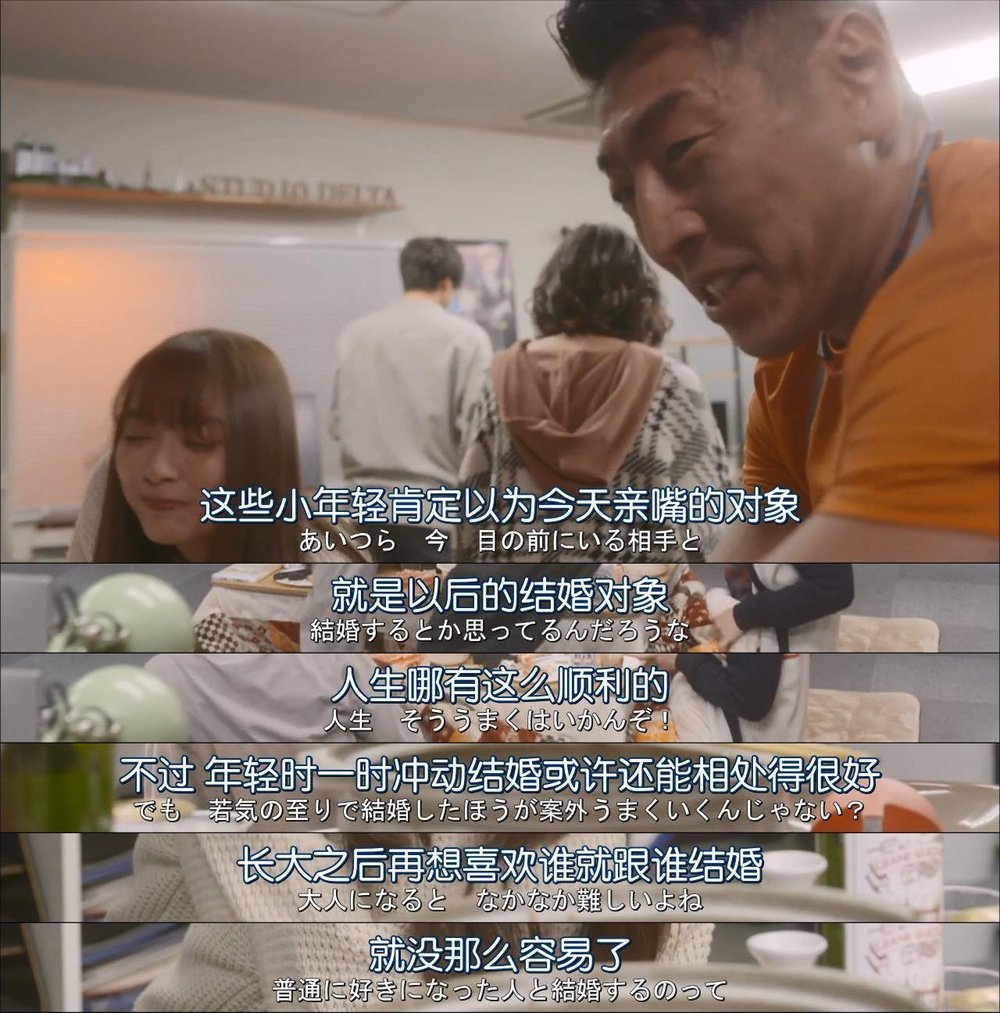 STUDIO DELTA
这些小年轻肯定以为今天亲嘴的对象
あいつら　今　目の前にいる相手と
就是以后的结婚对象
結婚するとか思ってるんだろうな
人生哪有这么顺利的
人生　そううまくはいかんぞ！
不过 年轻时一时冲动结婚或许还能相处得很好
でも　若気の至りで結婚したほうが案外うまくいくんじゃない？
长大之后再想喜欢谁就跟谁结婚
大人になると　なかなか難しいよね
就没那么容易了
普通に好きになった人と結婚するのって